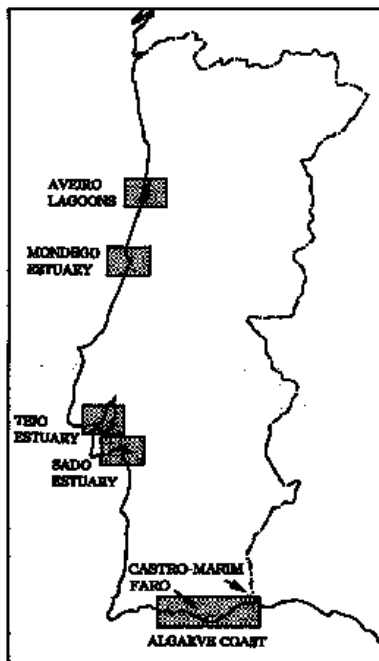 AVEIRO
LAGOONS
MONDEGO
ESTUARY
TEJO
ESTUARY
SADO
ESTUARY
CASTRO-MARIM
FARO
ALGARVE COAST